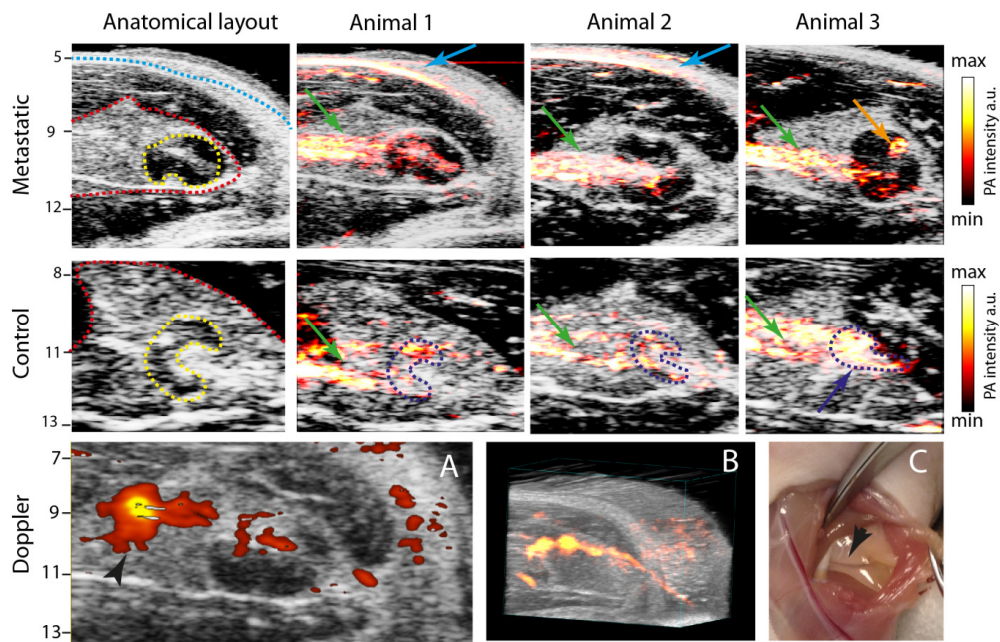 Anatomical layout Animal 1 Animal 2 Animal 3
Metastatic
5
9
12
max
PA intensity a.u.
min
Control
8
11
13
max
PA intensity a.u.
min
Doppler
7
9
11
13
A
B
C